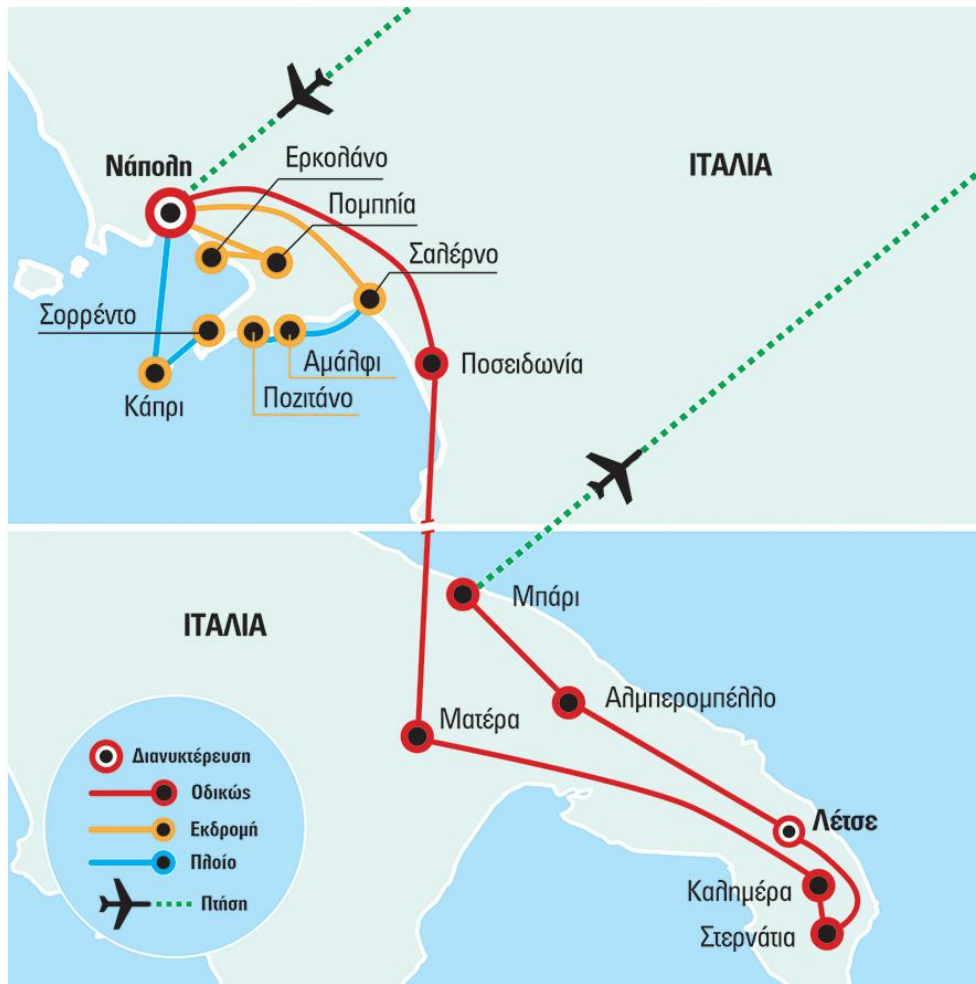 Νάπολη
Ερκολάνο
Πομπηία
ΙΤΑΛΙΑ
Σαλέρνο
Σορρέντο
Αμάλφι
Ποζιτάνο
Κάπρι
Ποσειδωνία
Μπάρι
ΙΤΑΛΙΑ
Αλμπερομπέλλο
Ματέρα
Λέτσε
Καλημέρα
Στερνάτια
Διανυκτέρευση
Οδικώς
Εκδρομή
Πλοίο
Πτήση